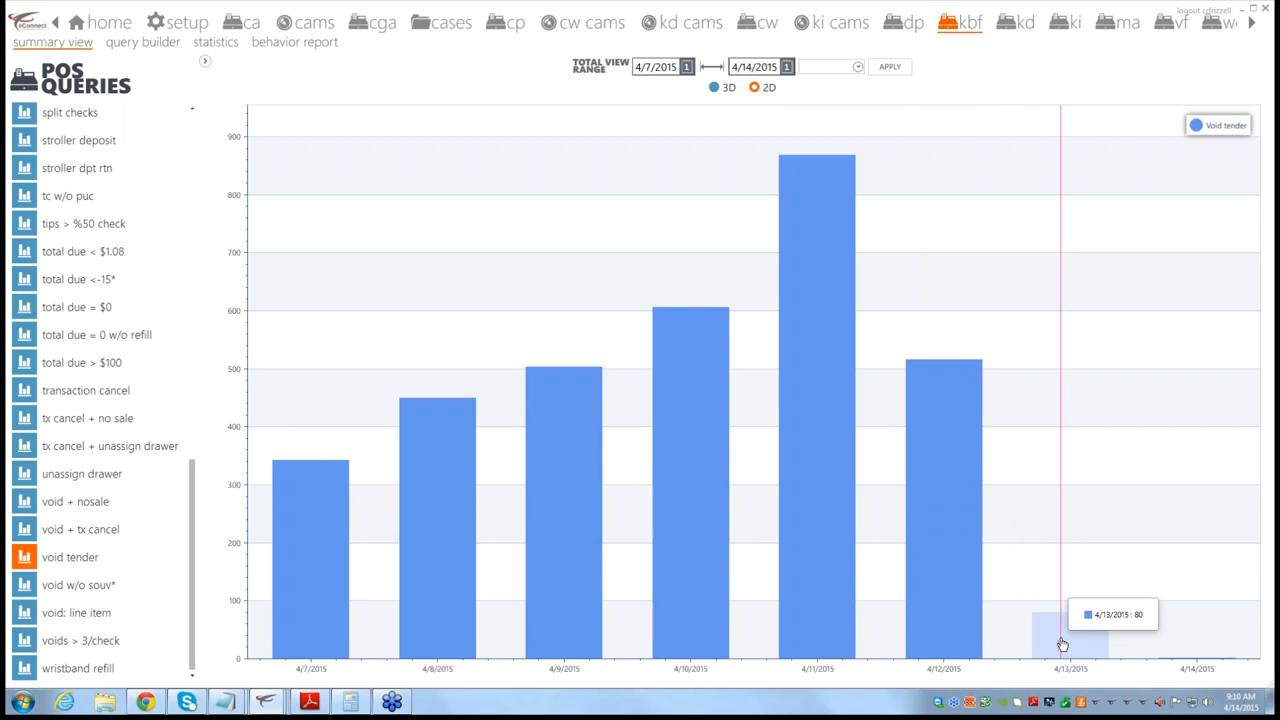 logout crfrizzell
eConnect
home setup ca cams cga cases cp cw cams kd cams cw ki cams dp kbf kd ki ma vf
summary view query builder statistics behavior report
POS QUERIES
TOTAL VIEW RANGE 4/7/2015 1 4/14/2015 1 APPLY
3D 2D
split checks
stroller deposit
stroller dpt rtn
tc w/o puc
tips > %50 check
total due < $1.08
total due <-15*
total due = $0
total due = 0 w/o refill
total due > $100
transaction cancel
tx cancel + no sale
tx cancel + unassign drawer
unassign drawer
void + nosale
void + tx cancel
void tender
void w/o souv*
void: line item
voids > 3/check
wristband refill
Void tender
900
800
700
600
500
400
300
200
100
0
4/13/2015 : 80
4/7/2015 4/8/2015 4/9/2015 4/10/2015 4/11/2015 4/12/2015 4/13/2015 4/14/2015
9:10 AM
4/14/2015